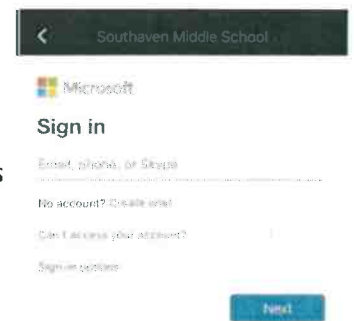 Southaven Middle School
Microsoft
Sign in
Email, phone, or Skype
s
No account? Create one!
Can't access your account?
Sign-in options
Next